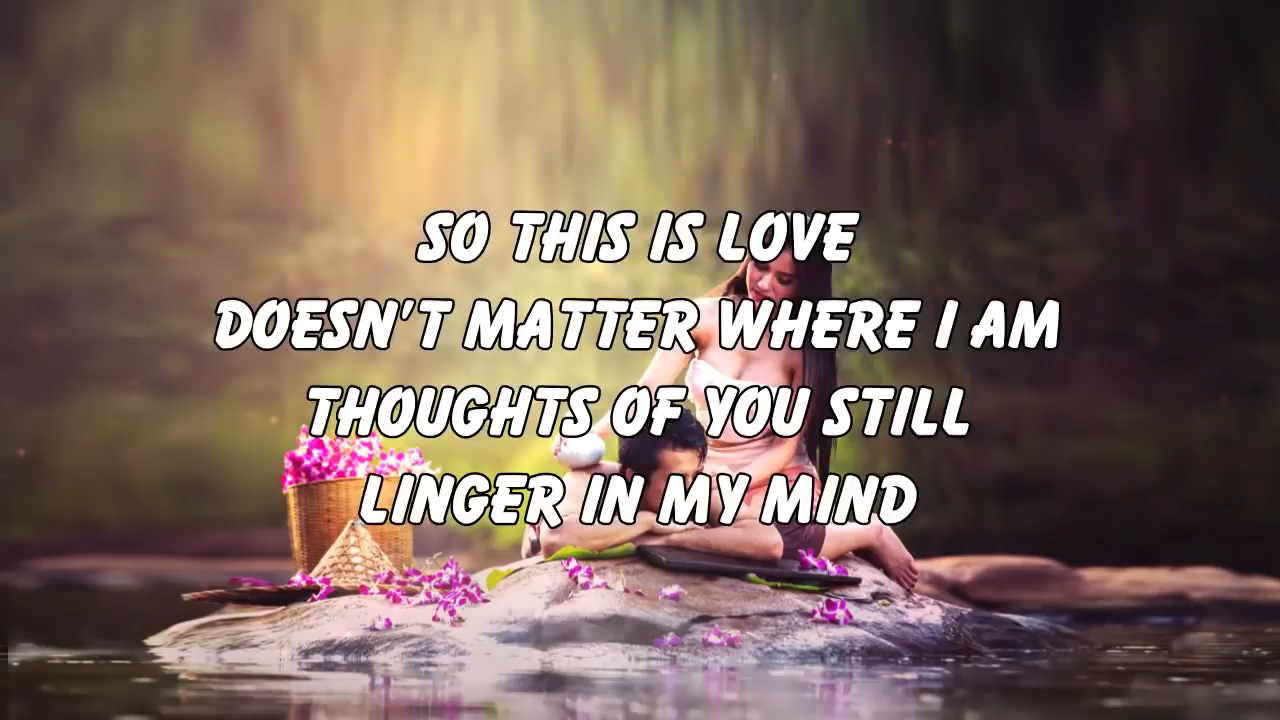 SO THIS IS LOVE
DOESN'T MATTER WHERE I AM
THOUGHTS OF YOU STILL
LINGER IN MY MIND